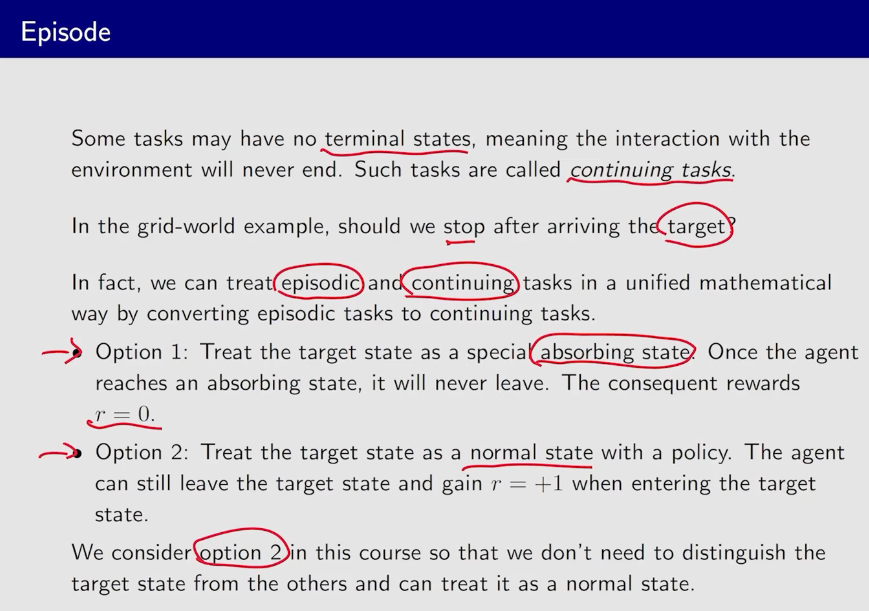 Episode
Some tasks may have no terminal states, meaning the interaction with the
environment will never end. Such tasks are called continuing tasks.
In the grid-world example, should we stop after arriving the target?
In fact, we can treat episodic and continuing tasks in a unified mathematical
way by converting episodic tasks to continuing tasks.
• Option 1: Treat the target state as a special absorbing state. Once the agent
reaches an absorbing state, it will never leave. The consequent rewards
r = 0.
• Option 2: Treat the target state as a normal state with a policy. The agent
can still leave the target state and gain r = +1 when entering the target
state.
We consider option 2 in this course so that we don't need to distinguish the
target state from the others and can treat it as a normal state.